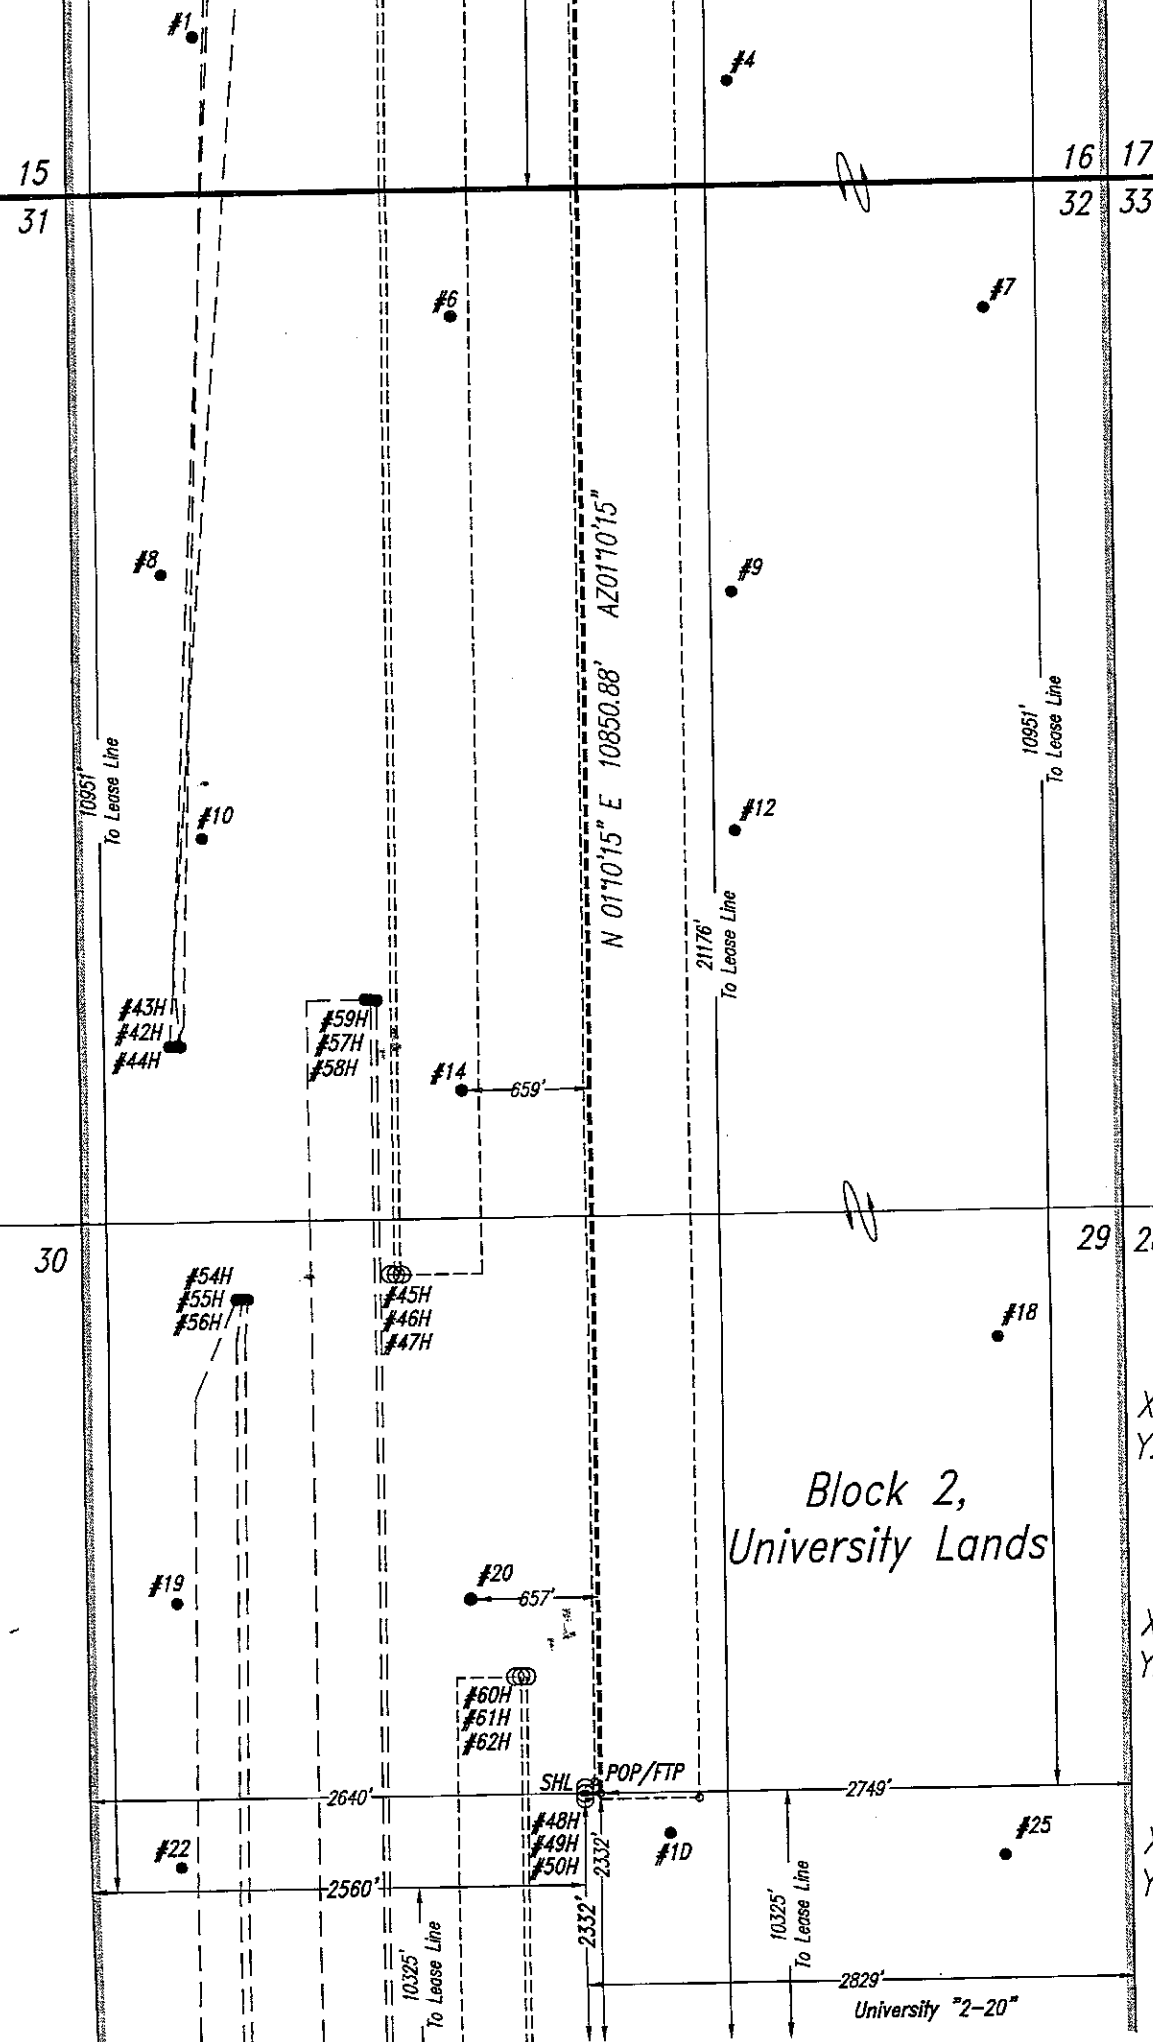 #1
#4
15
16 17
31
32 33
#6
#7
#8
#9
N 01°10'15" E 10850.88' AZ01°10'15"
10951'
To Lease Line
10951'
To Lease Line
#10
#12
21176'
To Lease Line
#43H
#42H
#44H
#59H
#57H
#58H
#14
659'
30
29
#54H
#55H
#56H
#45H
#46H
#47H
#18
Block 2,
University Lands
#19
#20
657'
#60H
#61H
#62H
SHL
POP/FTP
2640'
2749'
#48H
#49H
#50H
2332'
#1D
#25
#22
2560'
2332'
10325'
To Lease Line
10325'
To Lease Line
2829'
University "2-20"